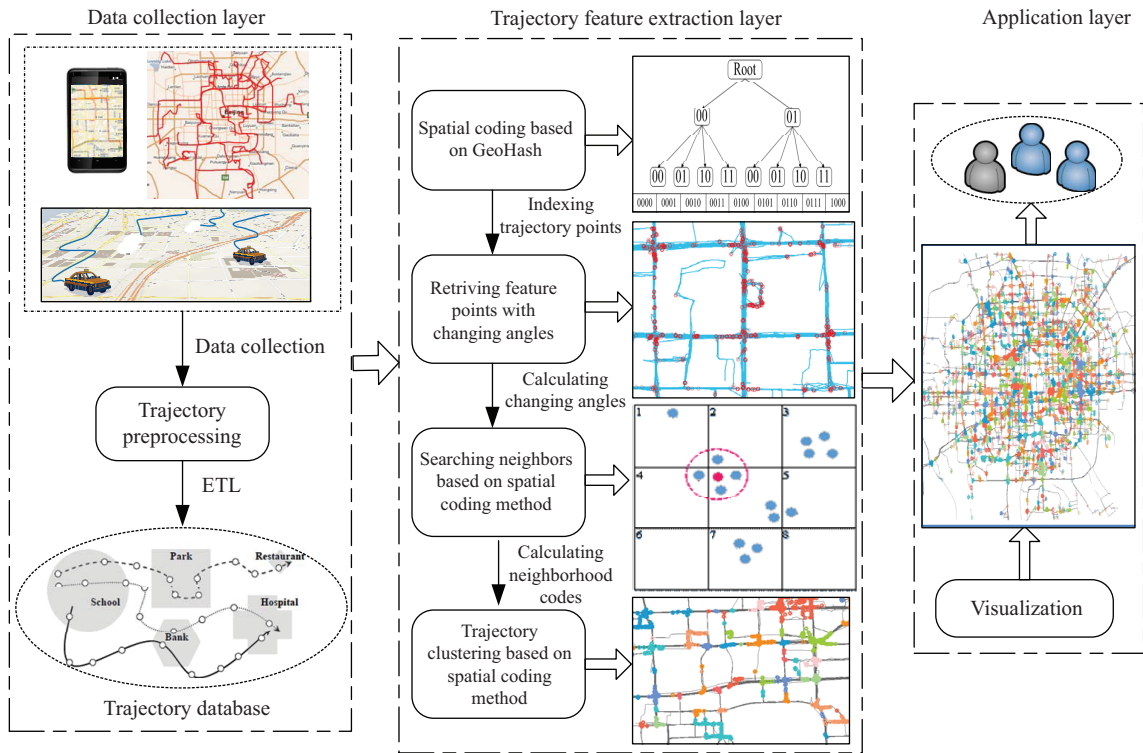 Data collection layer
Trajectory feature extraction layer
Application layer
Beijing
Data collection
Trajectory
preprocessing
ETL
Park
Restaurant
School
Hospital
Bank
Trajectory database
Spatial coding based
on GeoHash
Indexing
trajectory points
Retriving feature
points with
changing angles
Calculating
changing angles
Searching neighbors
based on spatial
coding method
Calculating
neighborhood
codes
Trajectory
clustering based on
spatial coding
method
Root
00 01
00 01 10 11 00 01 10 11
0000 0001 0010 0011 0100 0101 0110 0111 1000
1 2 3
4 5
6 7 8
Visualization